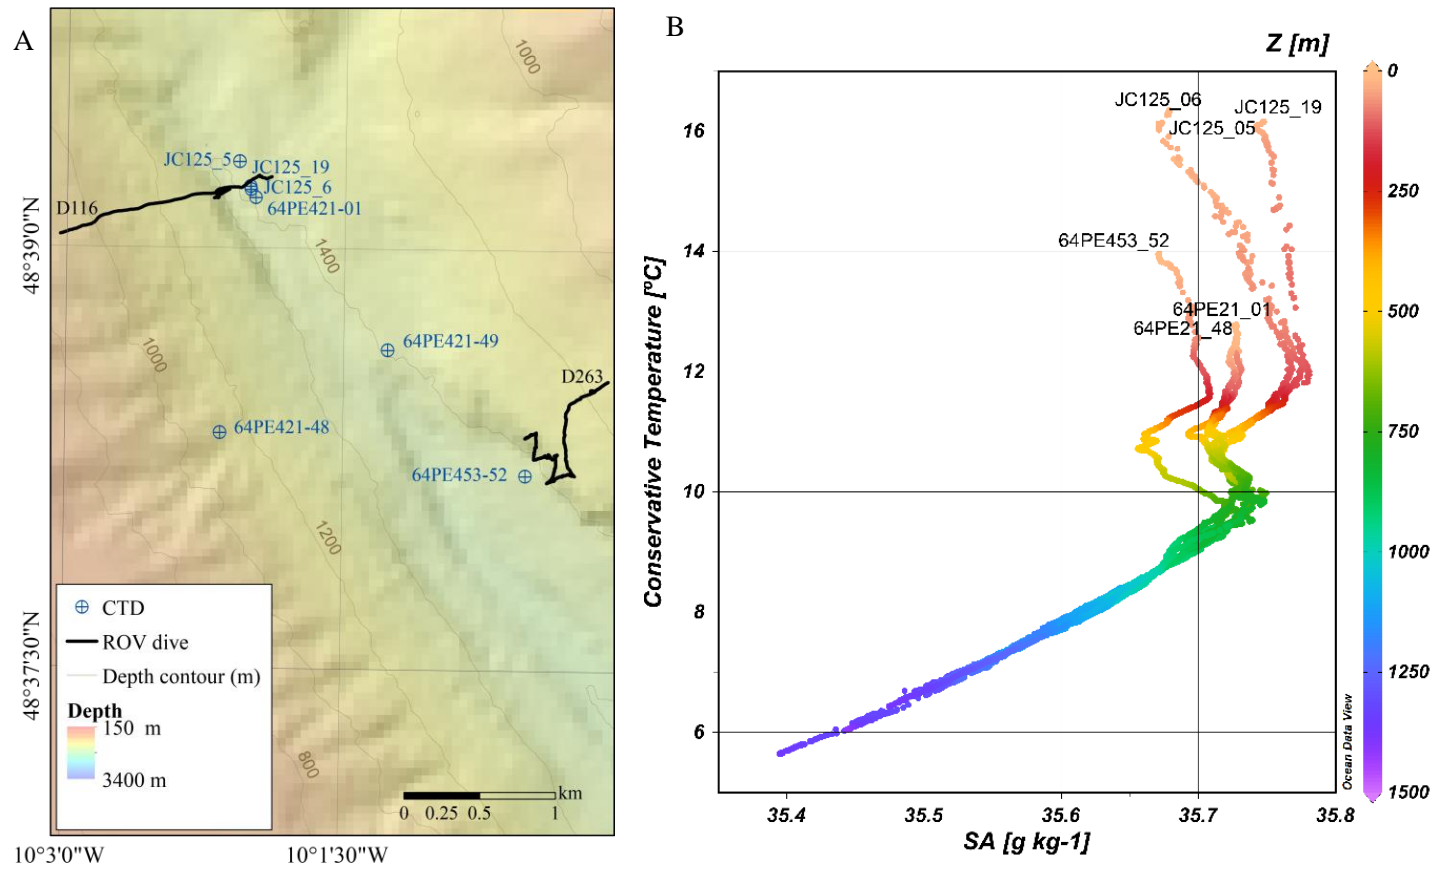 A
B
1000
JC125_5
JC125_19
JC125_6
64PE421-01
D116
1400
64PE421-49
1000
D263
64PE421-48
64PE453-52
1200
800
CTD
ROV dive
Depth contour (m)
Depth
150 m
3400 m
km
0 0.25 0.5 1
48°39'0"N
48°37'30"N
10°3'0"W
10°1'30"W
Z [m]
JC125_06
JC125_19
JC125_05
64PE453_52
64PE21_01
64PE21_48
Conservative Temperature [ºC]
16
14
12
10
8
6
35.4
35.5
35.6
35.7
35.8
SA [g kg-1]
Ocean Data View
0
250
500
750
1000
1250
1500